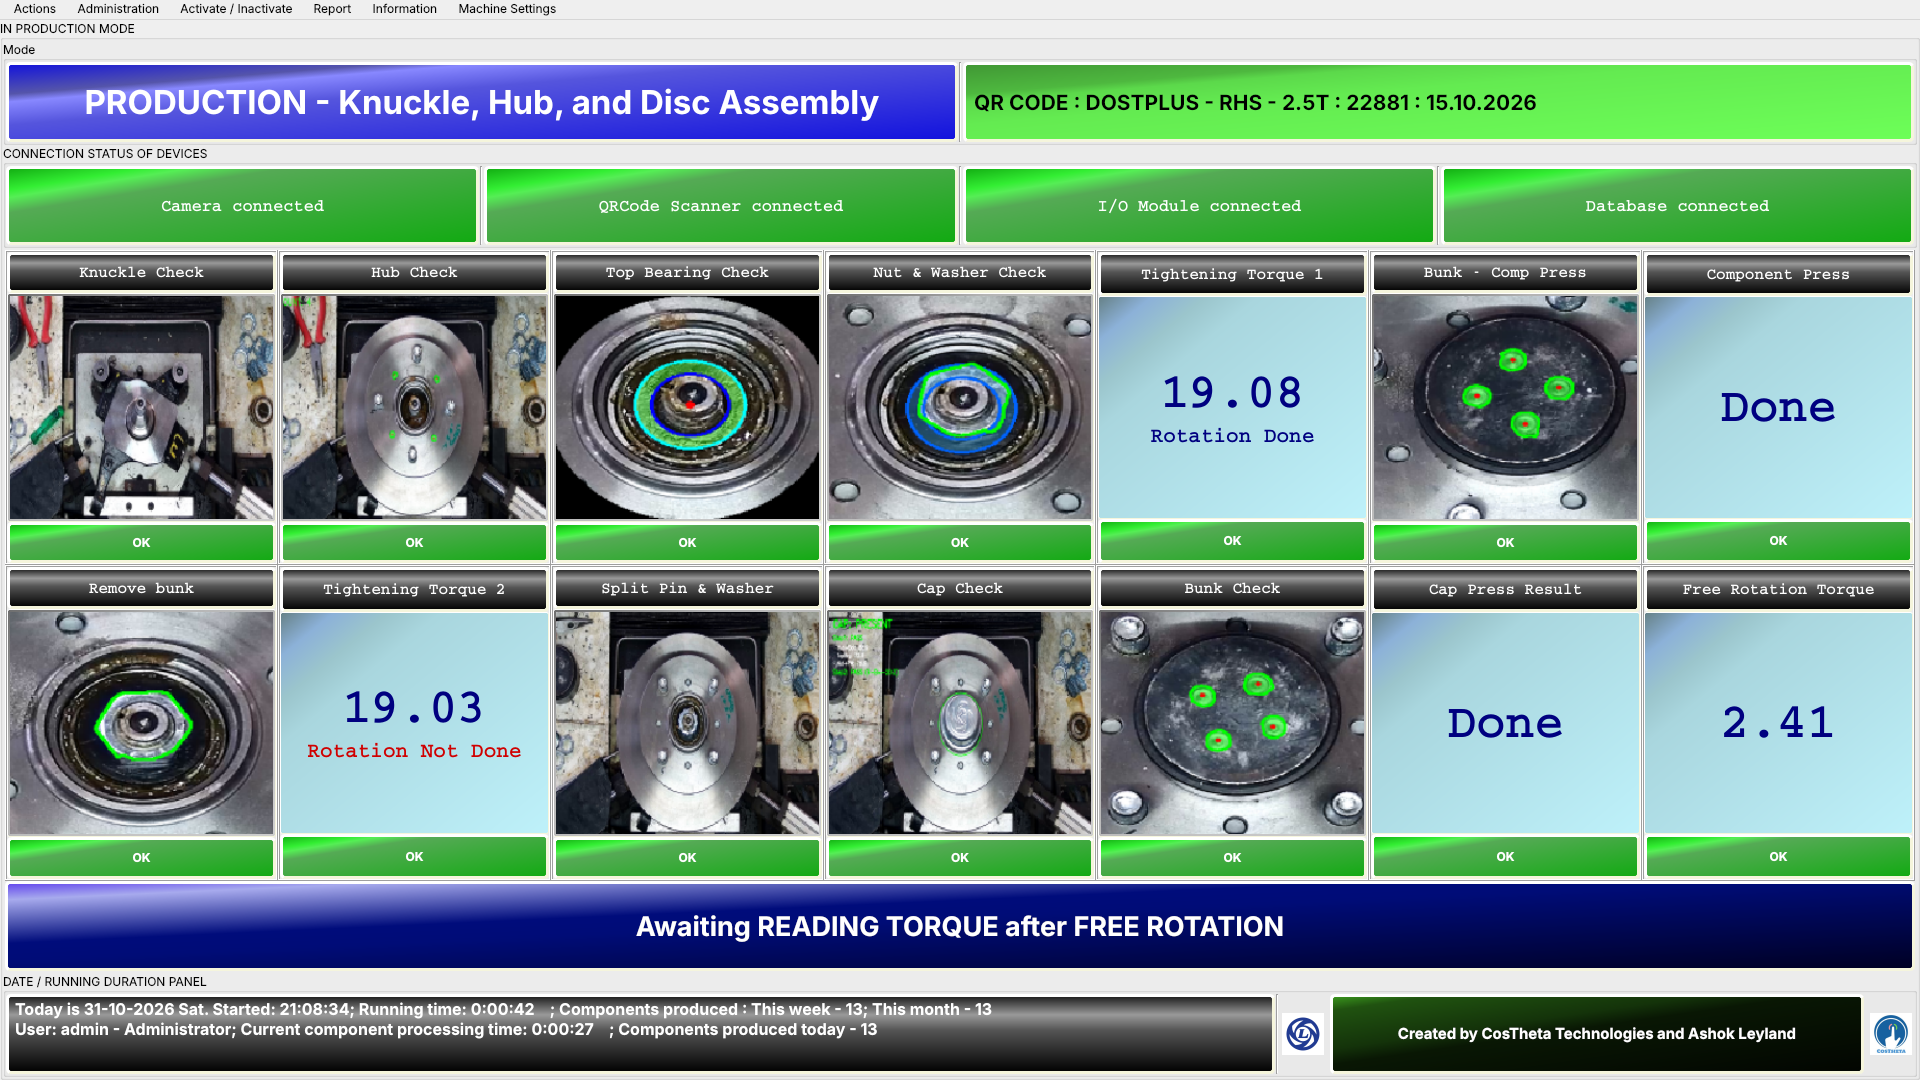 Actions Administration Activate / Inactivate Report Information Machine Settings
IN PRODUCTION MODE
Mode
PRODUCTION - Knuckle, Hub, and Disc Assembly
QR CODE : DOSTPLUS - RHS - 2.5T : 22881 : 15.10.2026
CONNECTION STATUS OF DEVICES
Camera connected
QRCode Scanner connected
I/O Module connected
Database connected
Knuckle Check
Hub Check
Top Bearing Check
Nut & Washer Check
Tightening Torque 1
Bunk - Comp Press
Component Press
19.08
Rotation Done
Done
OK
OK
OK
OK
OK
OK
OK
Remove bunk
Tightening Torque 2
Split Pin & Washer
Cap Check
Bunk Check
Cap Press Result
Free Rotation Torque
19.03
Rotation Not Done
Done
2.41
OK
OK
OK
OK
OK
OK
OK
Awaiting READING TORQUE after FREE ROTATION
DATE / RUNNING DURATION PANEL
Today is 31-10-2026 Sat. Started: 21:08:34; Running time: 0:00:42 ; Components produced : This week - 13; This month - 13
User: admin - Administrator; Current component processing time: 0:00:27 ; Components produced today - 13
Created by CosTheta Technologies and Ashok Leyland
COSTHETA